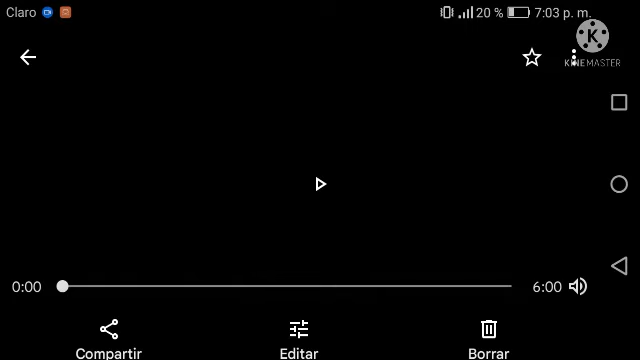 Claro 20 % 7:03 p. m.
K
KINEMASTER
0:00 6:00
Compartir Editar Borrar